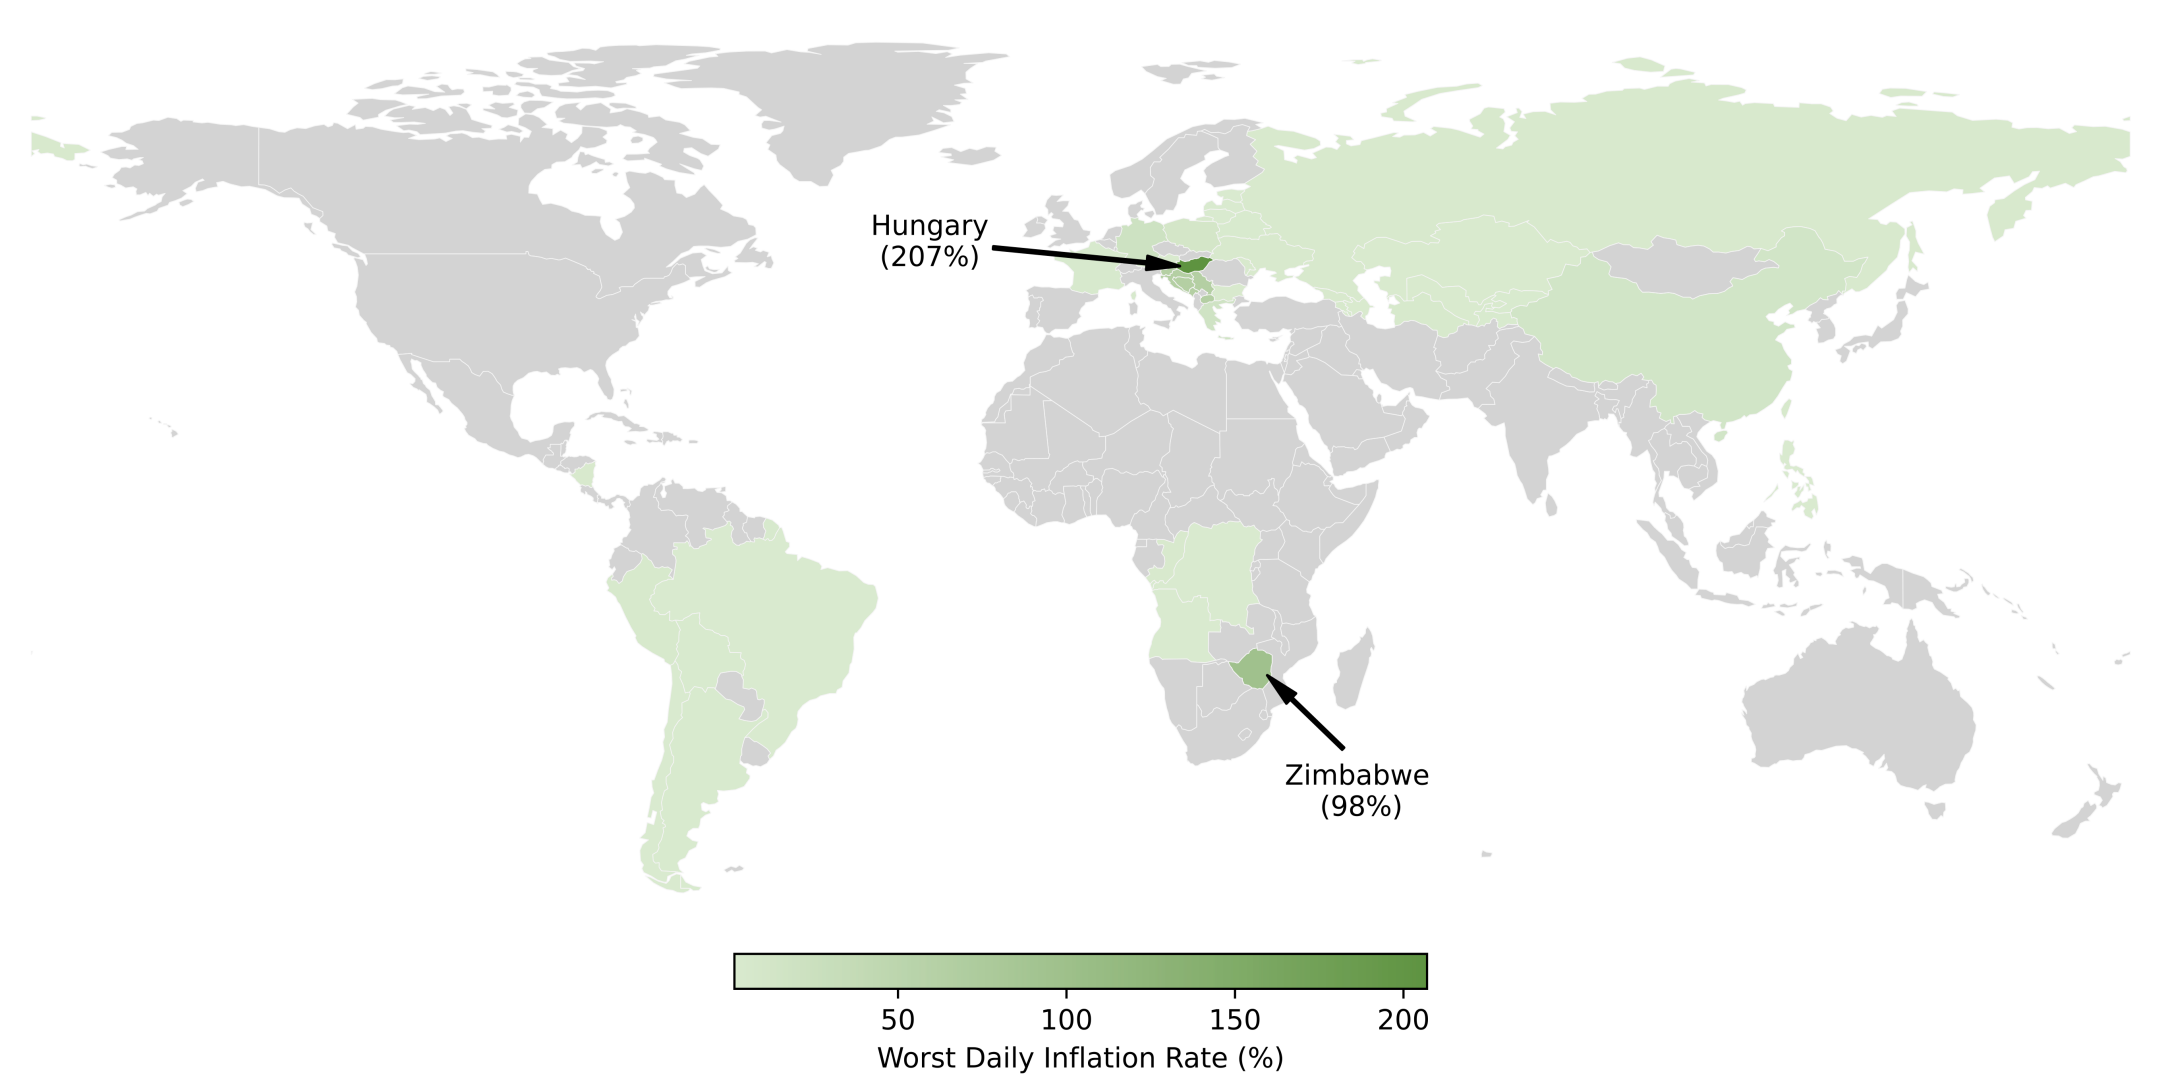 Hungary
(207%)
Zimbabwe
(98%)
50 100 150 200
Worst Daily Inflation Rate (%)